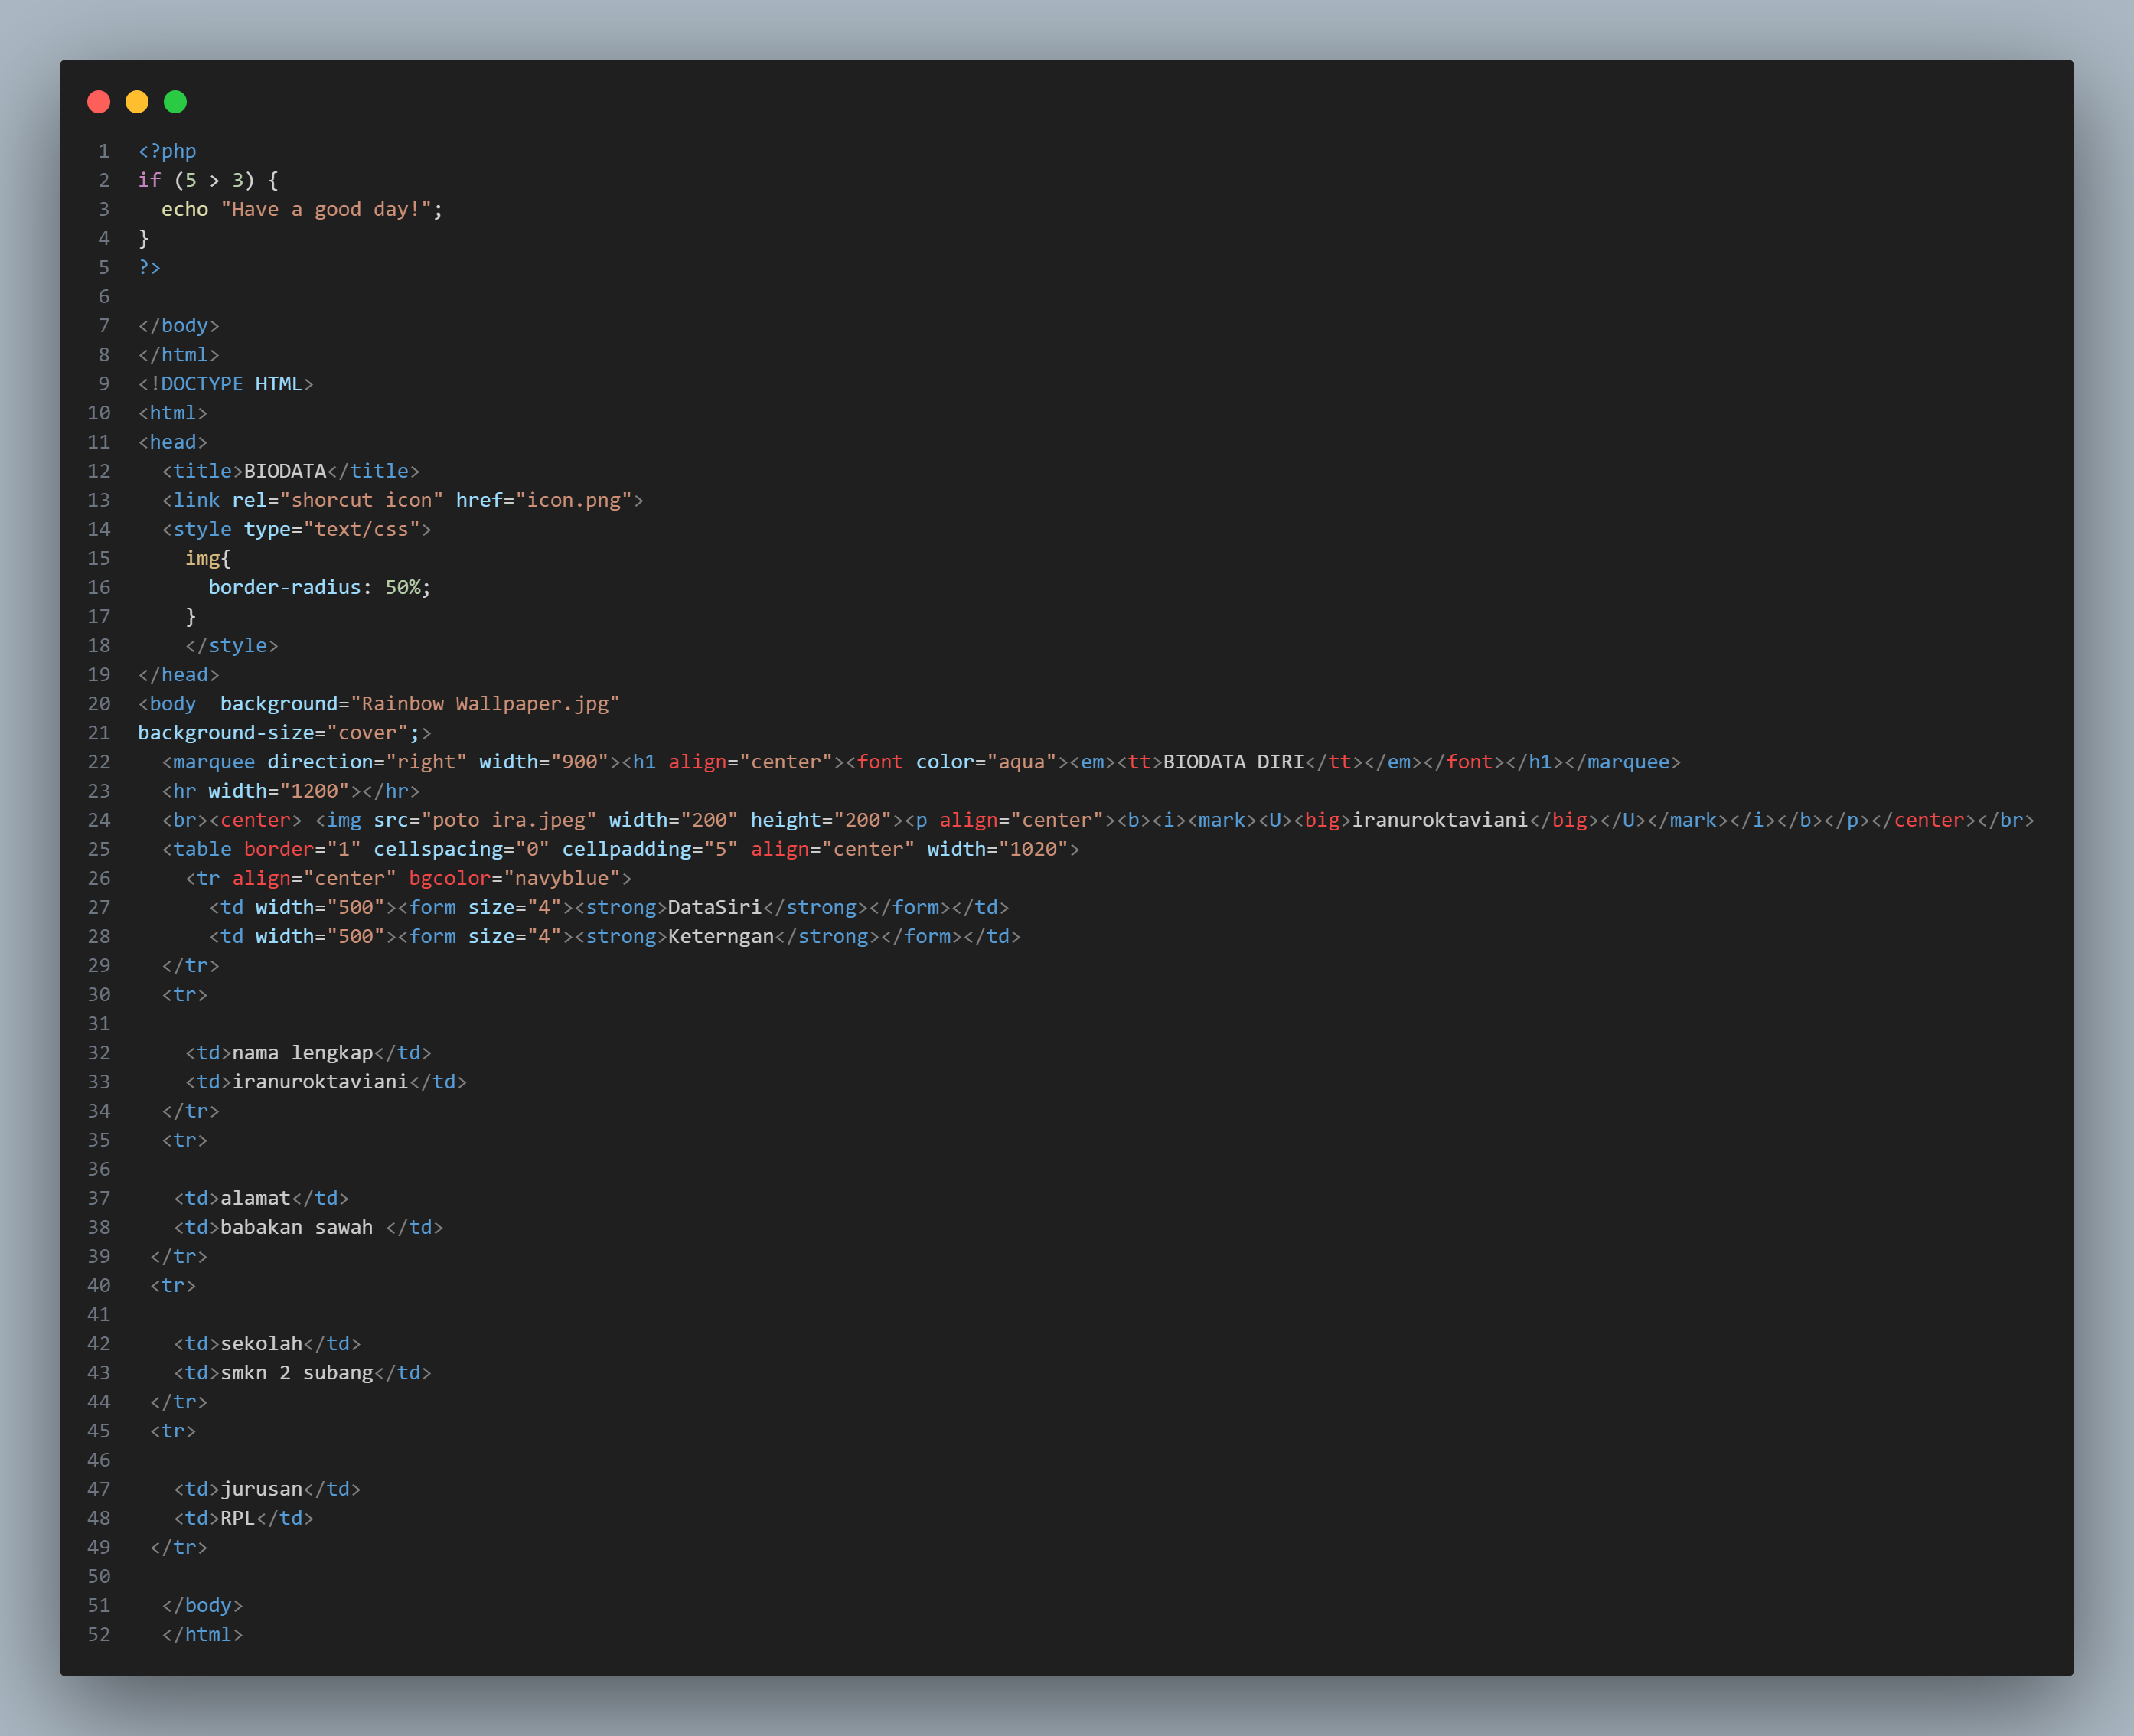 1 <?php
2 if (5 > 3) {
3   echo "Have a good day!";
4 }
5 ?>
6
7 </body>
8 </html>
9 <!DOCTYPE HTML>
10 <html>
11 <head>
12   <title>BIODATA</title>
13   <link rel="shorcut icon" href="icon.png">
14   <style type="text/css">
15     img{
16       border-radius: 50%;
17     }
18     </style>
19 </head>
20 <body  background="Rainbow Wallpaper.jpg"
21 background-size="cover";>
22   <marquee direction="right" width="900"><h1 align="center"><font color="aqua"><em><tt>BIODATA DIRI</tt></em></font></h1></marquee>
23   <hr width="1200"></hr>
24   <br><center> <img src="poto ira.jpeg" width="200" height="200"><p align="center"><b><i><mark><U><big>iranuroktaviani</big></U></mark></i></b></p></center></br>
25   <table border="1" cellspacing="0" cellpadding="5" align="center" width="1020">
26     <tr align="center" bgcolor="navyblue">
27       <td width="500"><form size="4"><strong>DataSiri</strong></form></td>
28       <td width="500"><form size="4"><strong>Keterngan</strong></form></td>
29   </tr>
30   <tr>
31
32     <td>nama lengkap</td>
33     <td>iranuroktaviani</td>
34   </tr>
35   <tr>
36
37    <td>alamat</td>
38    <td>babakan sawah </td>
39  </tr>
40  <tr>
41
42    <td>sekolah</td>
43    <td>smkn 2 subang</td>
44  </tr>
45  <tr>
46
47    <td>jurusan</td>
48    <td>RPL</td>
49  </tr>
50
51   </body>
52   </html>